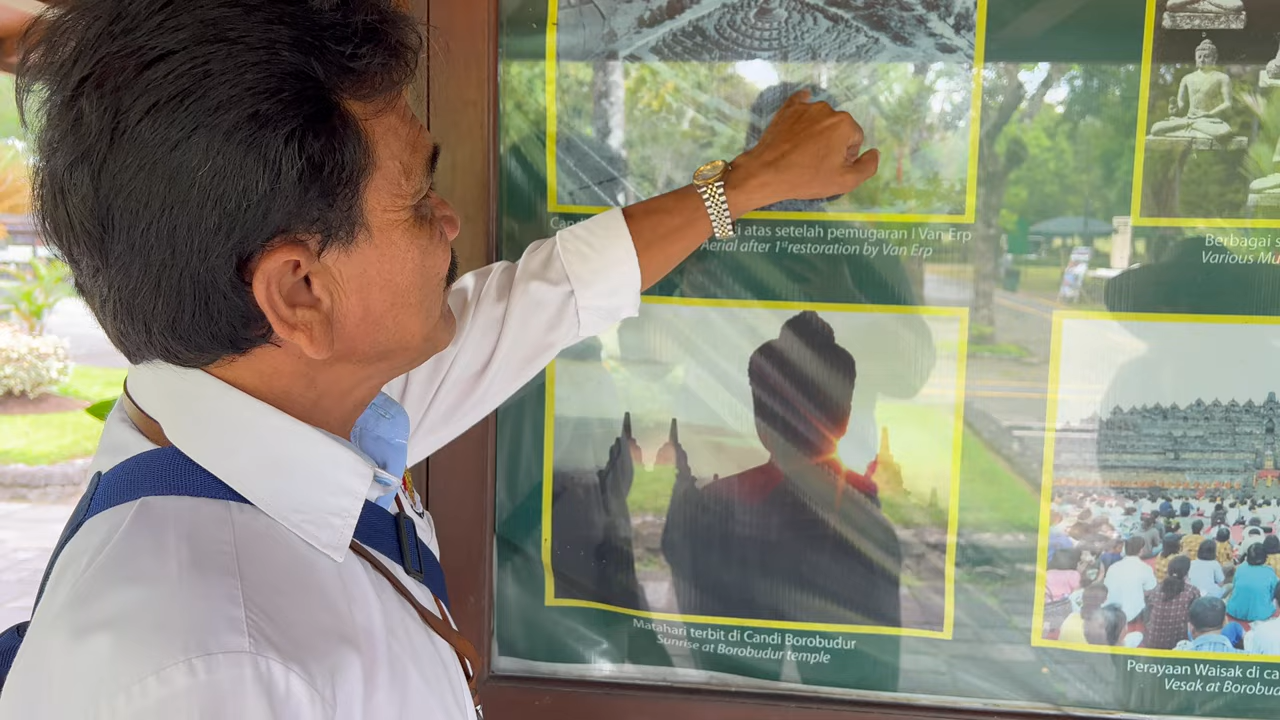 i atas setelah pemugaran I Van Erp
Aerial after 1st restoration by Van Erp
Berbagai
Various
Matahari terbit di Candi Borobudur
Sunrise at Borobudur temple
Perayaan Waisak di ca
Vesak at Borobud